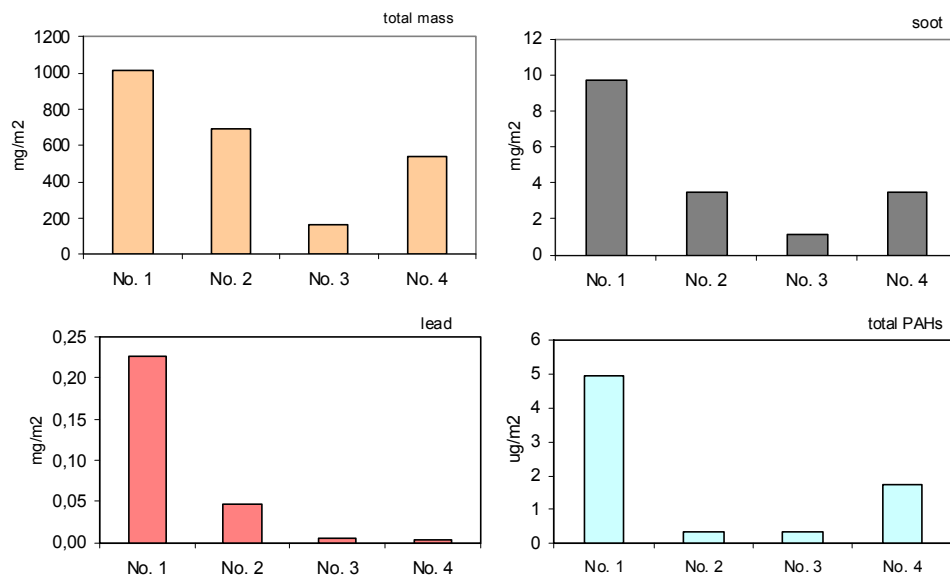 total mass
mg/m2
1200
1000
800
600
400
200
0
No. 1 No. 2 No. 3 No. 4
soot
mg/m2
12
10
8
6
4
2
0
No. 1 No. 2 No. 3 No. 4
lead
mg/m2
0,25
0,20
0,15
0,10
0,05
0,00
No. 1 No. 2 No. 3 No. 4
total PAHs
ug/m2
6
5
4
3
2
1
0
No. 1 No. 2 No. 3 No. 4